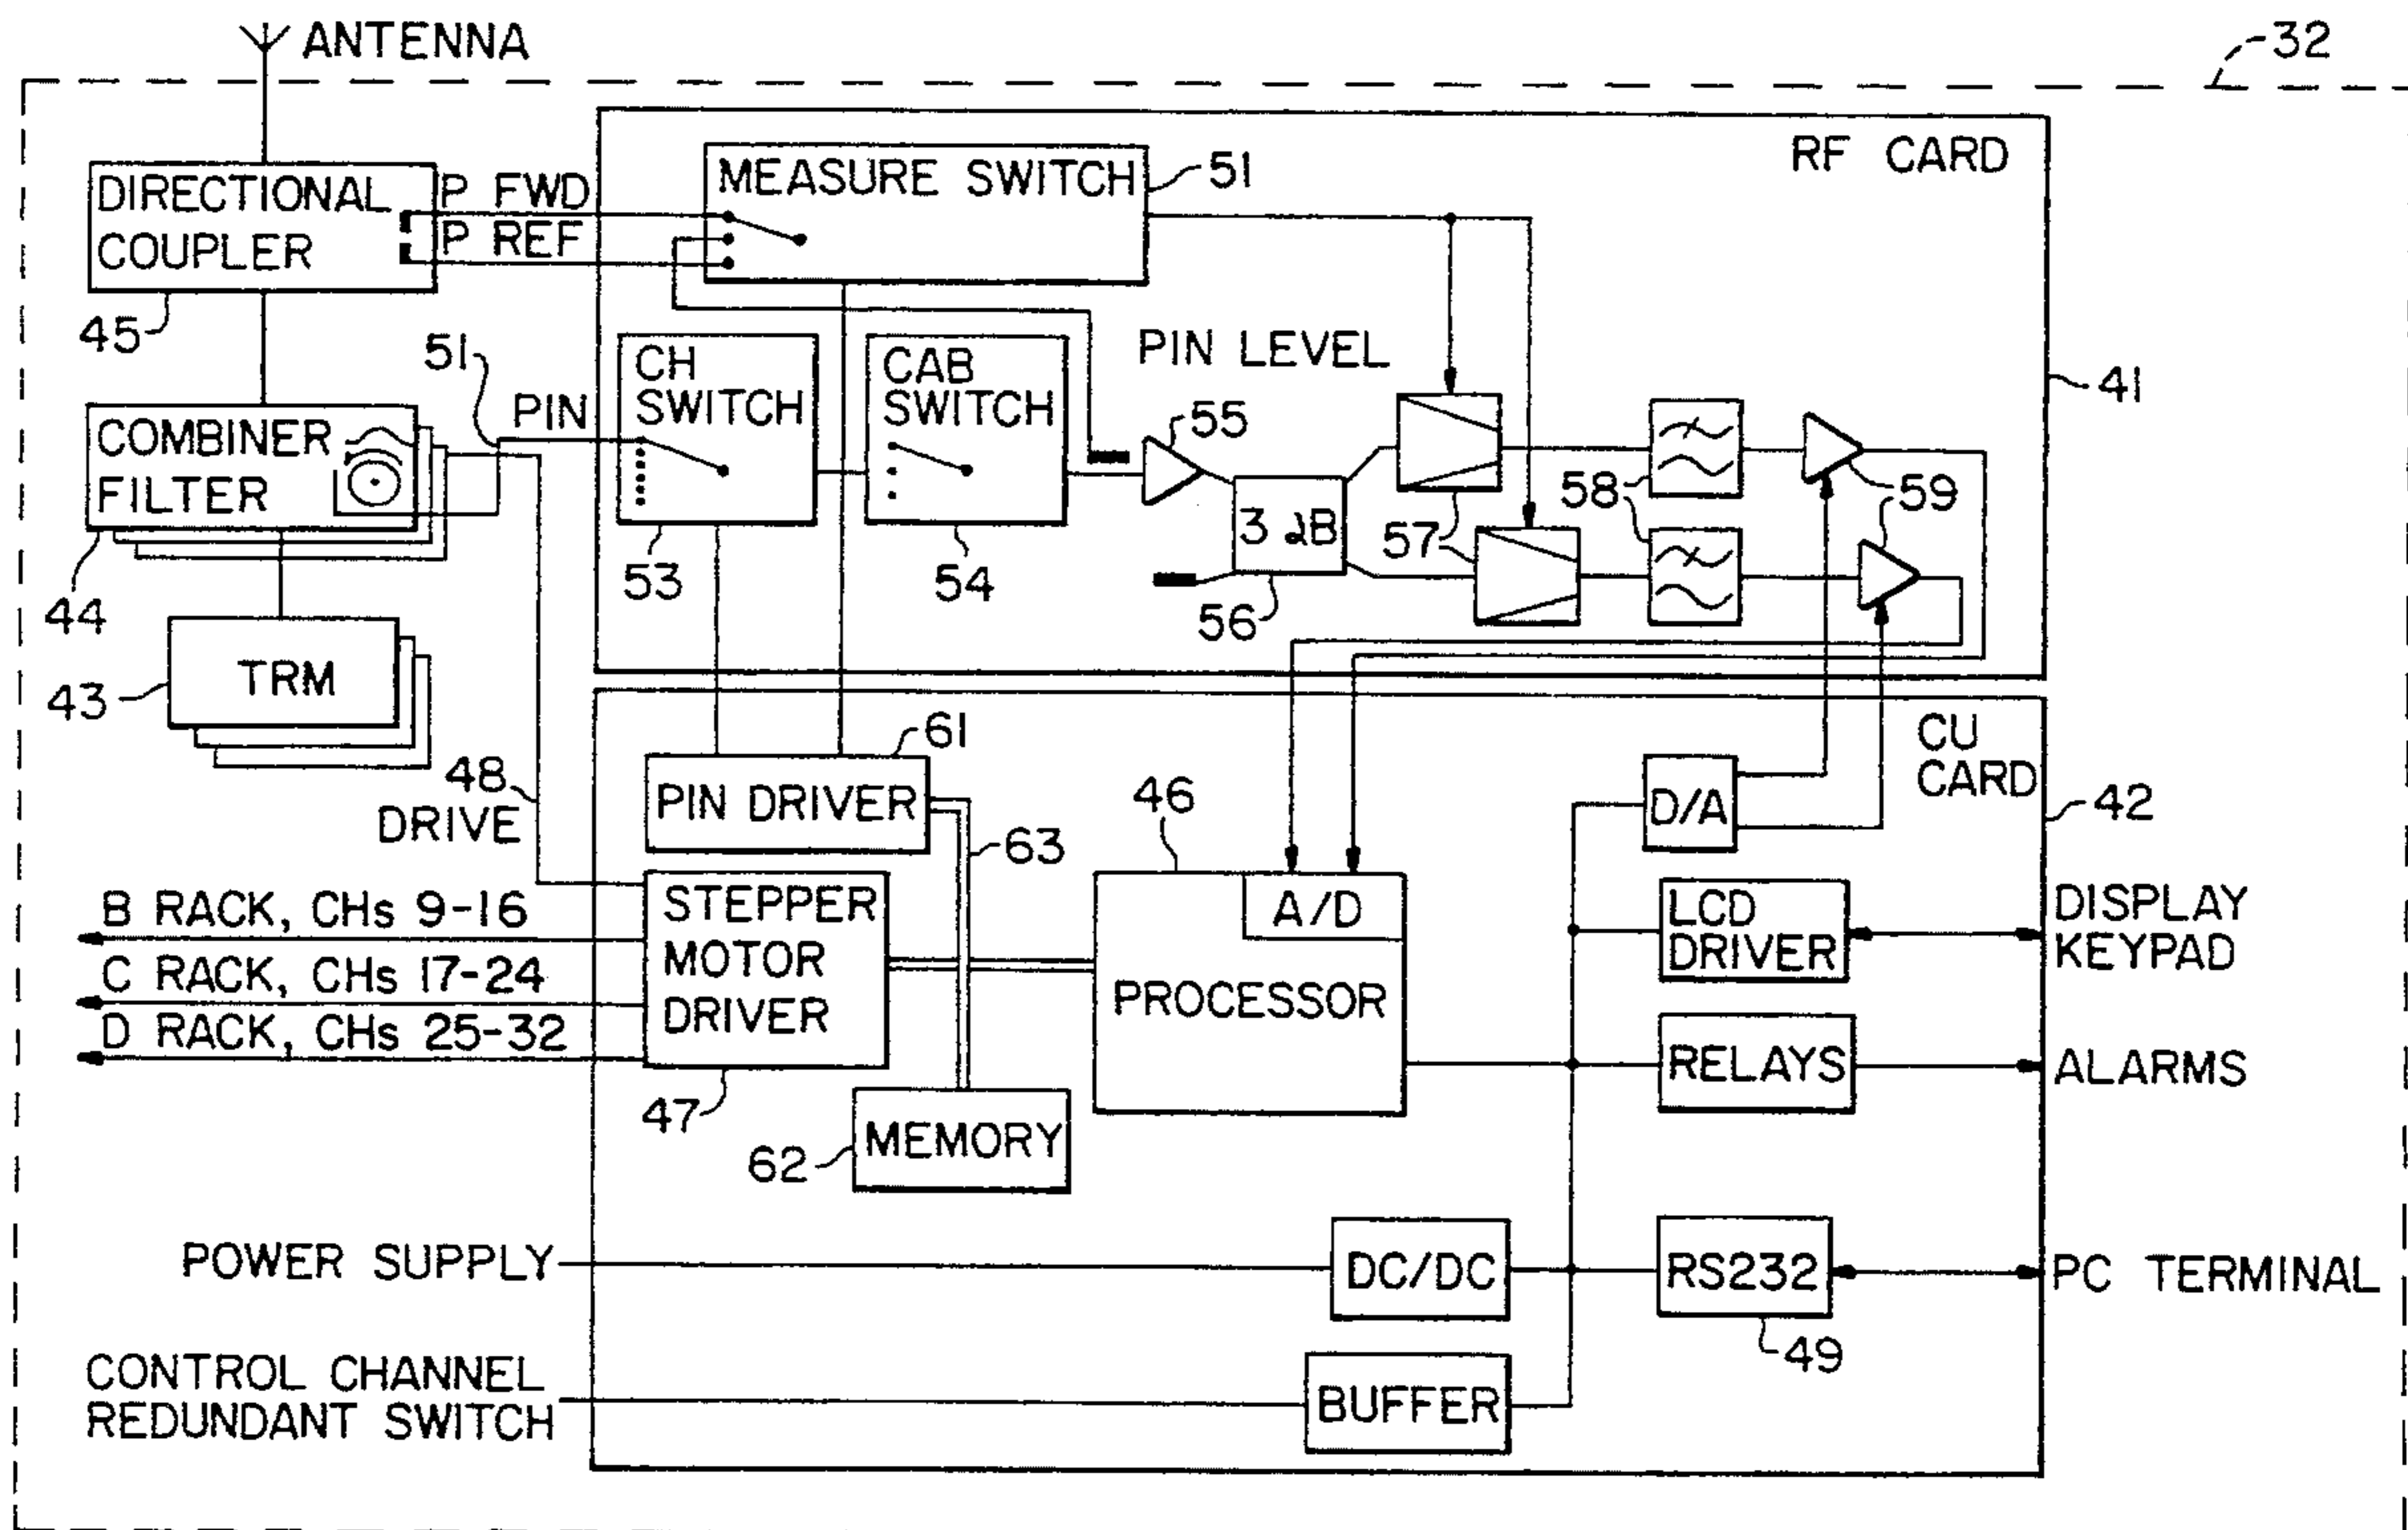 ANTENNA
32
RF CARD
DIRECTIONAL
COUPLER
P FWD
P REF
MEASURE SWITCH
51
45
51
PIN
CH
SWITCH
CAB
SWITCH
PIN LEVEL
41
COMBINER
FILTER
55
58
59
3 dB
57
53
54
56
44
TRM
43
CU
CARD
61
48
DRIVE
PIN DRIVER
63
46
D/A
42
B RACK, CHs 9-16
C RACK, CHs 17-24
D RACK, CHs 25-32
STEPPER
MOTOR
DRIVER
A/D
PROCESSOR
LCD
DRIVER
DISPLAY
KEYPAD
RELAYS
ALARMS
47
MEMORY
62
POWER SUPPLY
DC/DC
RS232
PC TERMINAL
49
CONTROL CHANNEL
REDUNDANT SWITCH
BUFFER